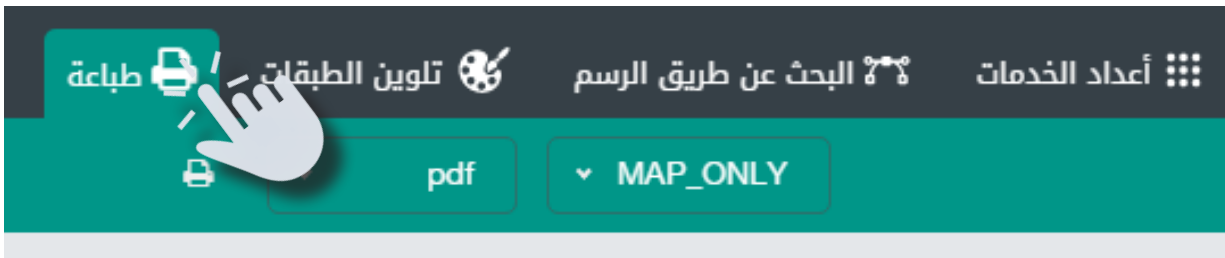 أعداد الخدمات
البحث عن طريق الرسم
تلوين الطبقات
طباعة
MAP_ONLY
pdf